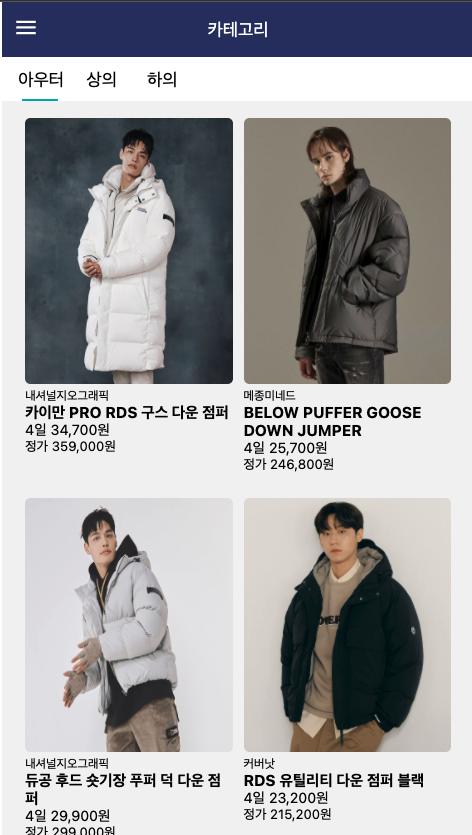 카테고리
아우터 상의 하의
내셔널지오그래픽
카이만 PRO RDS 구스 다운 점퍼
4일 34,700원
정가 359,000원
메종미네드
BELOW PUFFER GOOSE
DOWN JUMPER
4일 25,700원
정가 246,800원
내셔널지오그래픽
듀공 후드 숏기장 푸퍼 덕 다운 점
퍼
4일 29,900원
정가 299,000원
커버낫
RDS 유틸리티 다운 점퍼 블랙
4일 23,200원
정가 215,200원